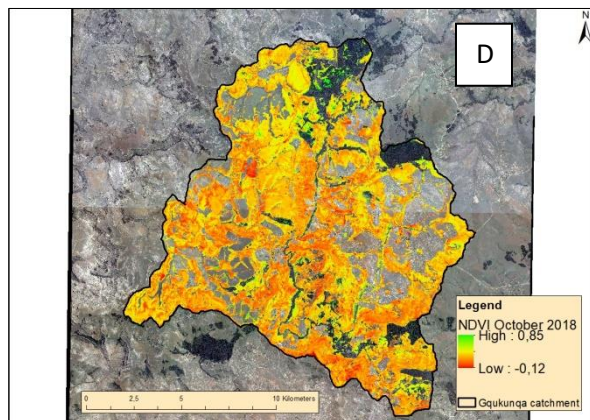 N
D
Legend
NDVI October 2018
High : 0,85
Low : -0,12
Gqukunqa catchment
0 2,5 5 10 Kilometers